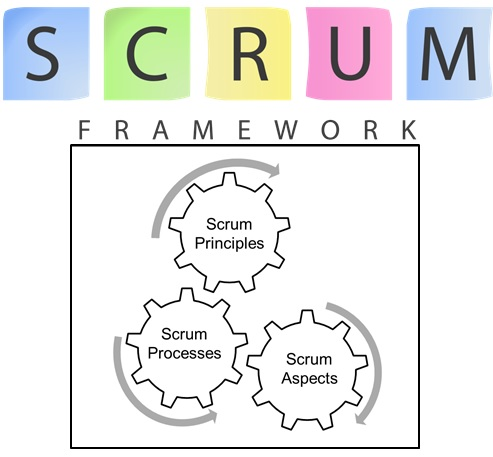 SCRUM
FRAMEWORK
Scrum
Principles
Scrum
Processes
Scrum
Aspects